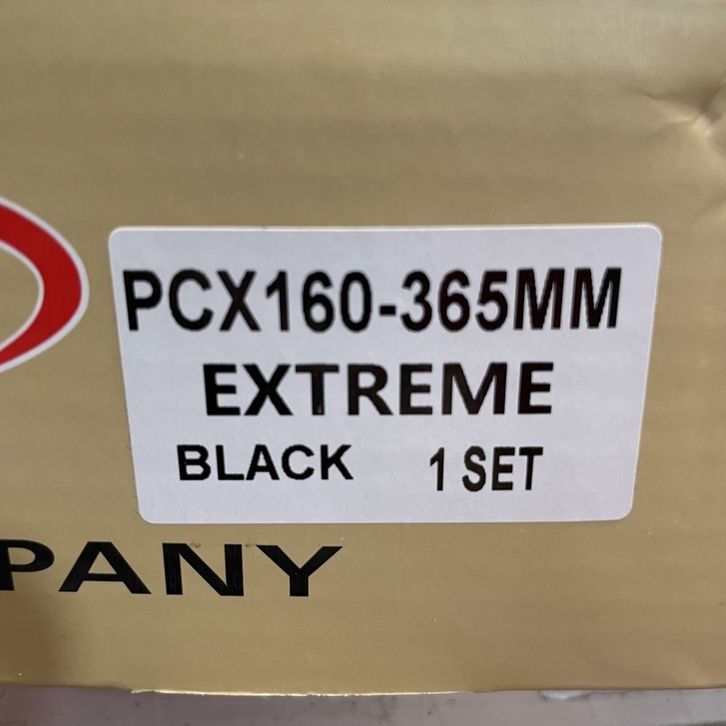 PCX160-365MM
EXTREME
BLACK 1 SET
PANY